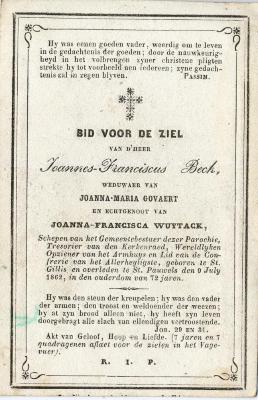 Hy was eenen goeden vader, weerdig om te leven
in de gedachtenis der goeden; door de nauwkeurig-
heyd in het volbrengen zyner christene pligten
strekte hy tot voorbeeld aen iedereen; zyne gedach-
tenis zal in zegen blyven. PASSIM.
BID VOOR DE ZIEL
VAN D'HEER
Joannes-Franciscus Beck,
WEDUWAER VAN
JOANNA-MARIA GOVAERT
EN ECHTGENOOT VAN
JOANNA-FRANCISCA WUYTACK,
Schepen van het Gemeentebestuer dezer Parochie,
Tresorier van den Kerkenraed, Wereldlyken
Opziener van het Armhuys en Lid van de Con-
frerie van het Allerheyligste, geboren te St.
Gillis en overleden te St. Pauwels den 9 July
1862, in den ouderdom van 72 jaren.
Hy was den steun der kreupelen; hy was den vader
der armen; den troost en weldoender der weezen;
hy at zyn brood alleen niet, hy heeft zyn leven
doorgebragt alle slach van ellendigen vertroostende.
Job. 29 en 31.
Akt van Geloof, Hoop en Liefde. (7 jaren en 7
quadragenen aflaet voor de zielen in het Vage-
vuer.)
R. I. P.